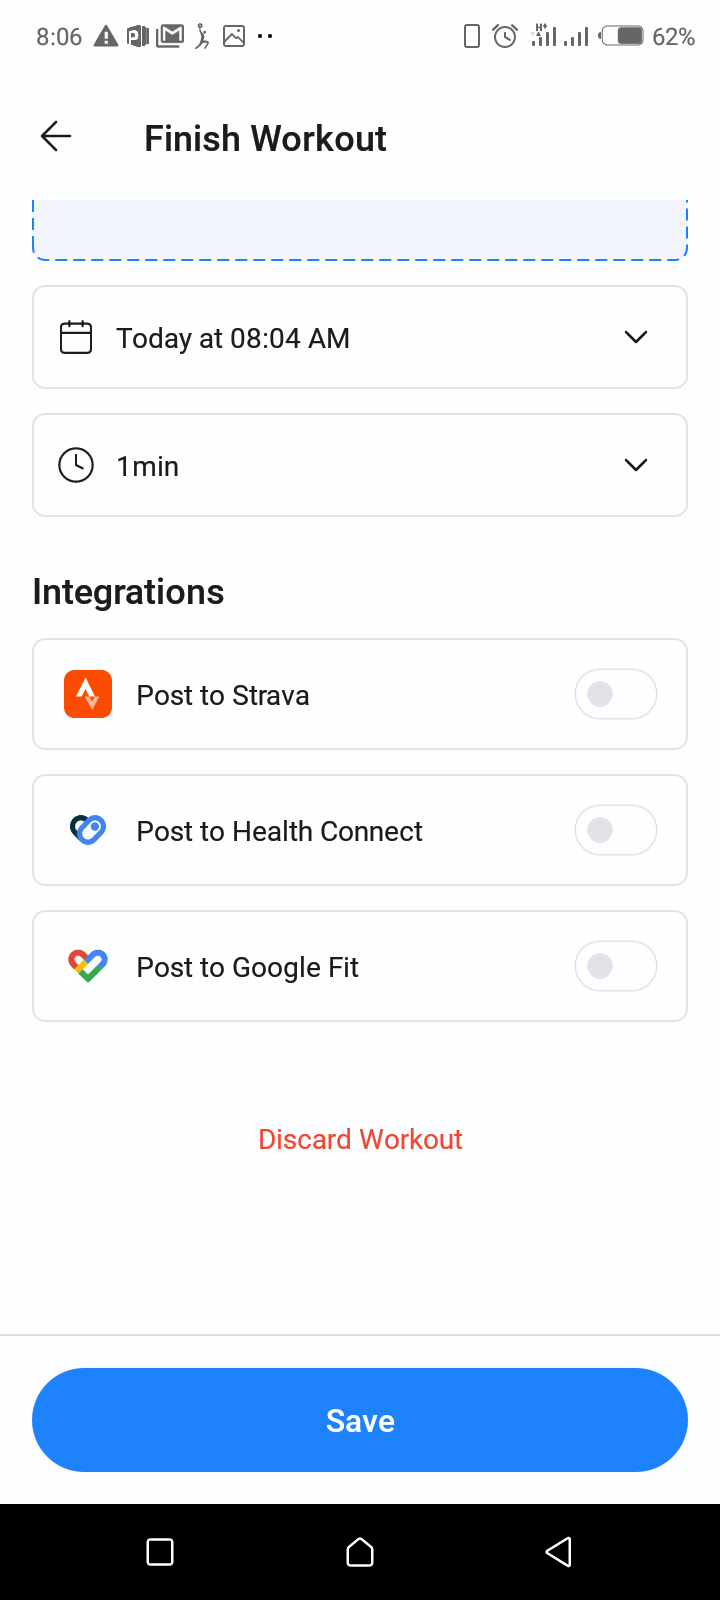 8:06
62%
Finish Workout
Today at 08:04 AM
1min
Integrations
Post to Strava
Post to Health Connect
Post to Google Fit
Discard Workout
Save